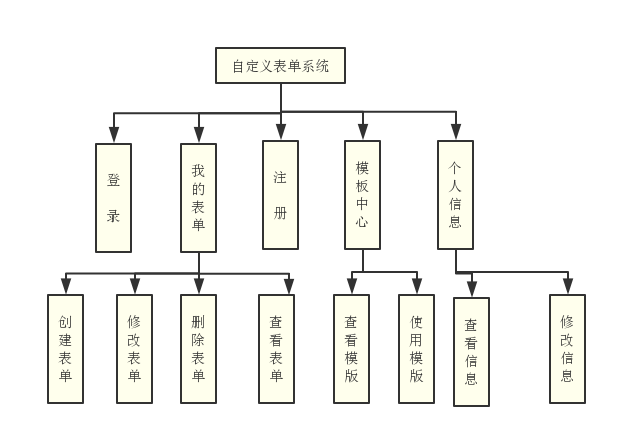 自定义表单系统
登录
我的表单
注册
模板中心
个人信息
创建表单
修改表单
删除表单
查看表单
查看模版
使用模版
查看信息
修改信息